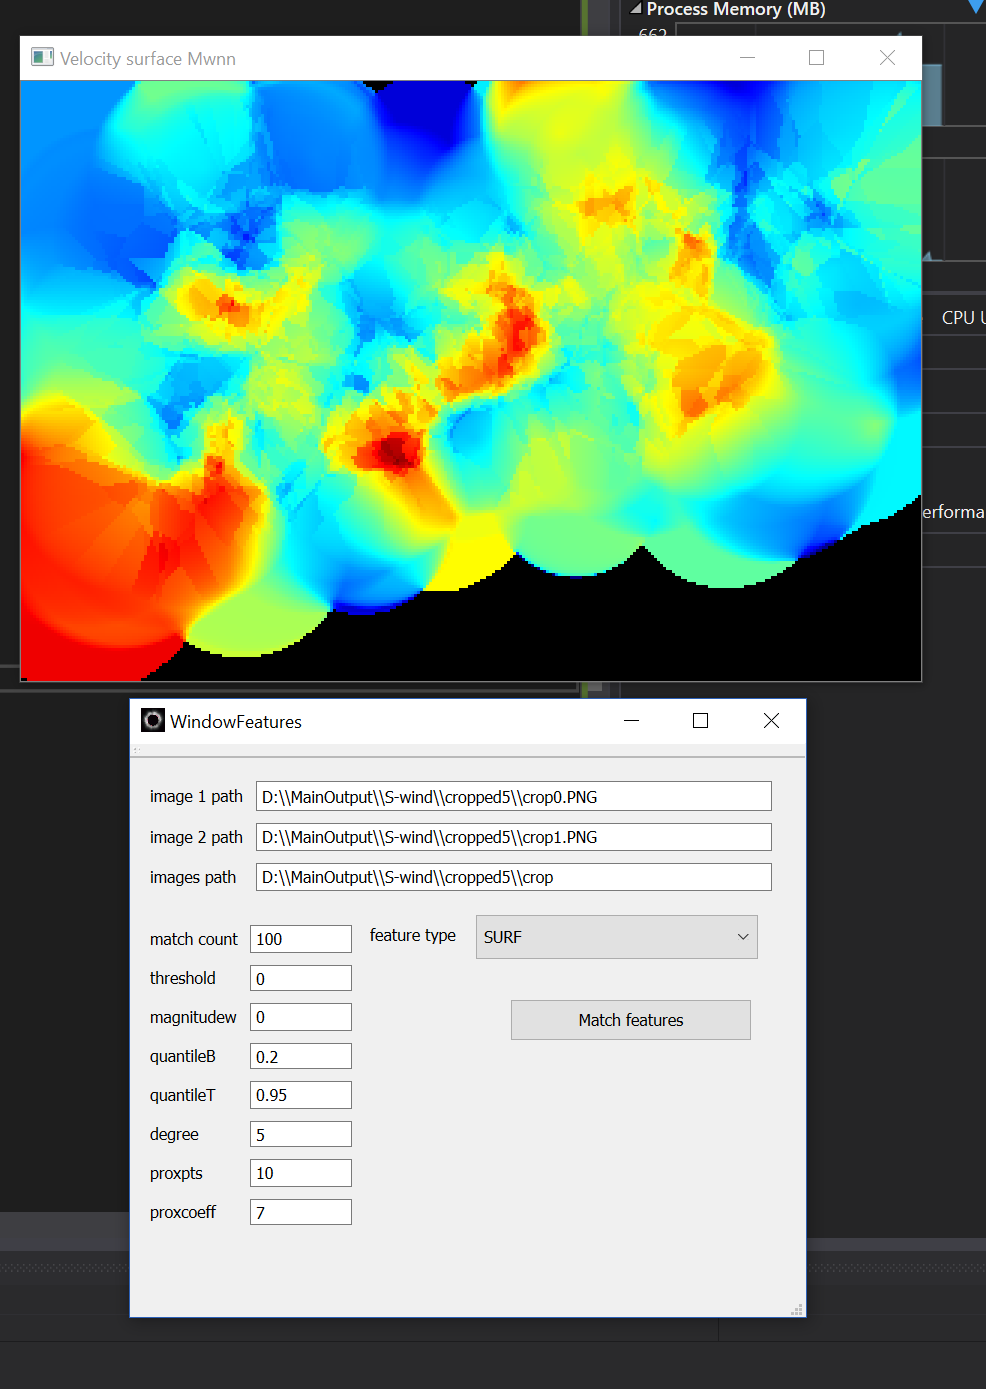 Process Memory (MB)
662
Velocity surface Mwnn
CPU U
erforma
WindowFeatures
image 1 path D:\\MainOutput\\S-wind\\cropped5\\crop0.PNG
image 2 path D:\\MainOutput\\S-wind\\cropped5\\crop1.PNG
images path D:\\MainOutput\\S-wind\\cropped5\\crop
match count 100 feature type SURF
threshold 0
magnitudew 0 Match features
quantileB 0.2
quantileT 0.95
degree 5
proxpts 10
proxcoeff 7